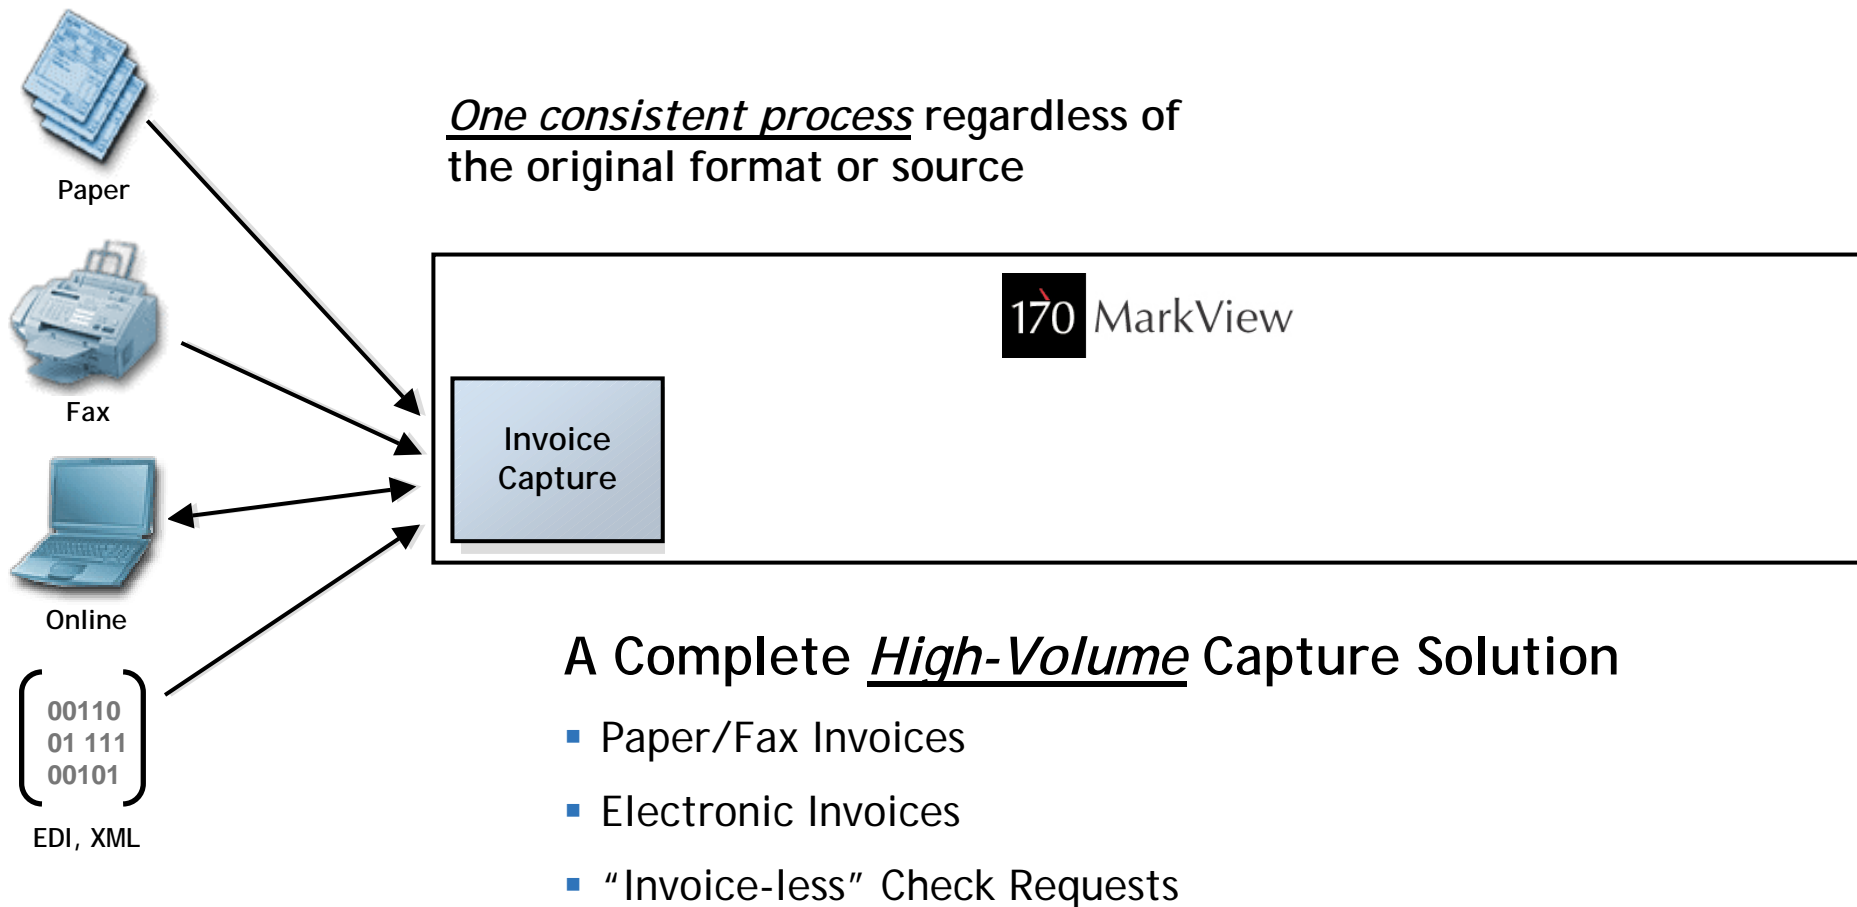 Paper
One consistent process regardless of
the original format or source
170 MarkView
Fax
Invoice
Capture
Online
00110
01 111
00101
EDI, XML
A Complete High-Volume Capture Solution
▪ Paper/Fax Invoices
▪ Electronic Invoices
▪ “Invoice-less” Check Requests